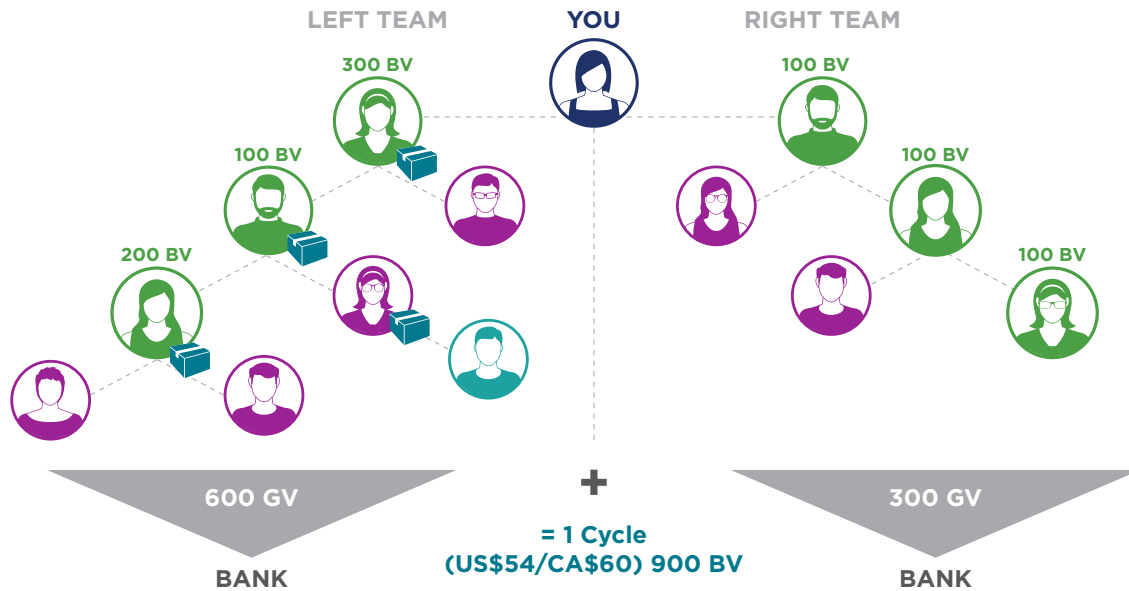 LEFT TEAM
YOU
RIGHT TEAM
300 BV
100 BV
100 BV
100 BV
200 BV
100 BV
600 GV
+
300 GV
= 1 Cycle
(US$54/CA$60) 900 BV
BANK
BANK